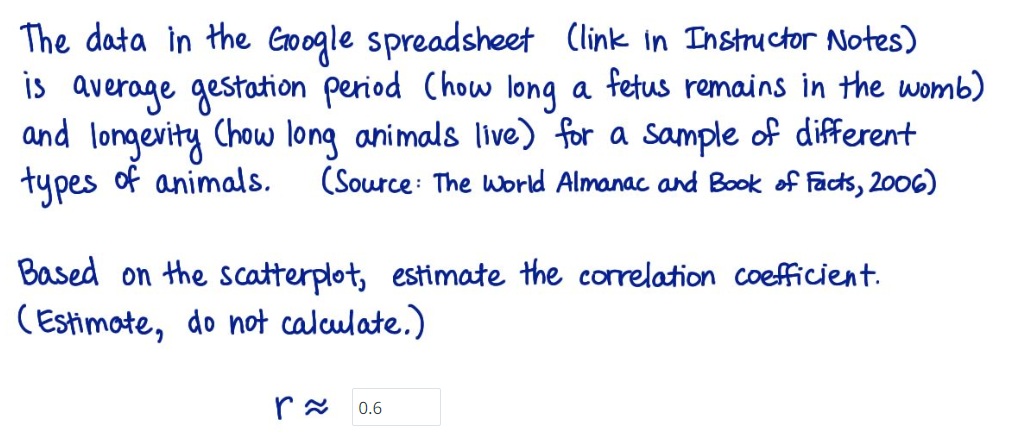 The data in the Google spreadsheet (link in Instructor Notes)
is average gestation period (how long a fetus remains in the womb)
and longevity (how long animals live) for a sample of different
types of animals. (Source: The World Almanac and Book of Facts, 2006)
Based on the scatterplot, estimate the correlation coefficient.
(Estimate, do not calculate.)
r ≈ 0.6